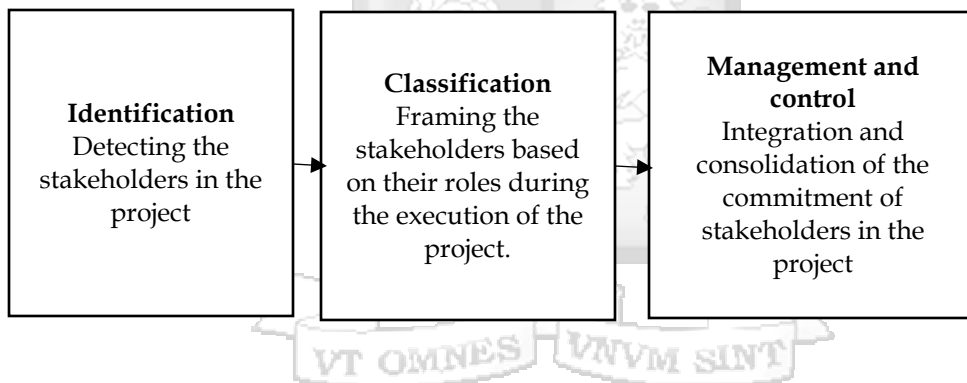 Identification
Detecting the
stakeholders in the
project
Classification
Framing the
stakeholders based
on their roles during
the execution of the
project.
Management and
control
Integration and
consolidation of the
commitment of
stakeholders in the
project
VT OMNES VNVM SINT